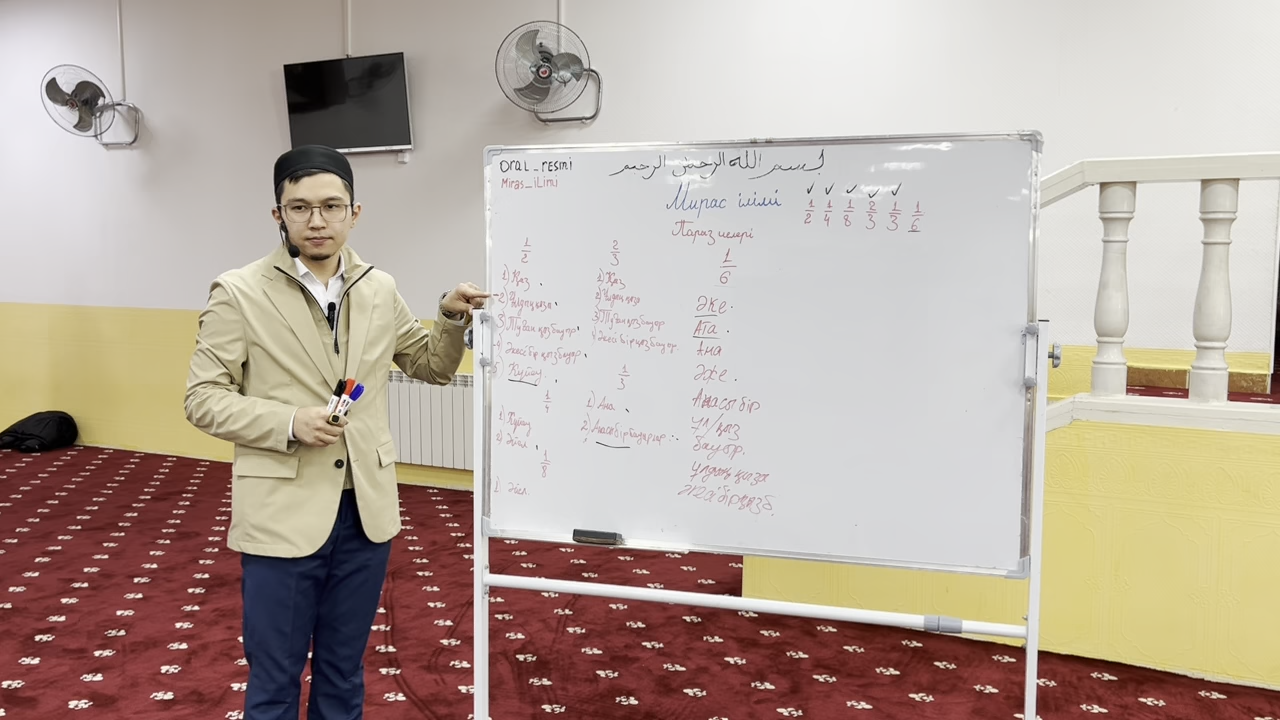 oral_resmi
Miras_iLimi
بسم الله الرحمن الرحيم
Мирас ілімі 1/2 1/4 1/8 2/3 1/3 1/6
Параз иелері
1/2
1) Қыз
2) Ұлдың қызы
3) Туған қызбауыр
4) Әкесі бір қызбауыр
5) Күйеу
1/4
1) Күйеу
2) Әйел
1/8
1) Әйел
2/3
1) Қыз
2) Ұлдың қызы
3) Туған қызбауыр
4) Әкесі бір қызбауыр
1/3
1) Ана
2) Анасы бір бауырлар
1/6
Әке
Ата
Ана
Әже
Анасы бір
ұл/қыз
бауыр
Ұлдың қызы
Әкесі бір қызб.